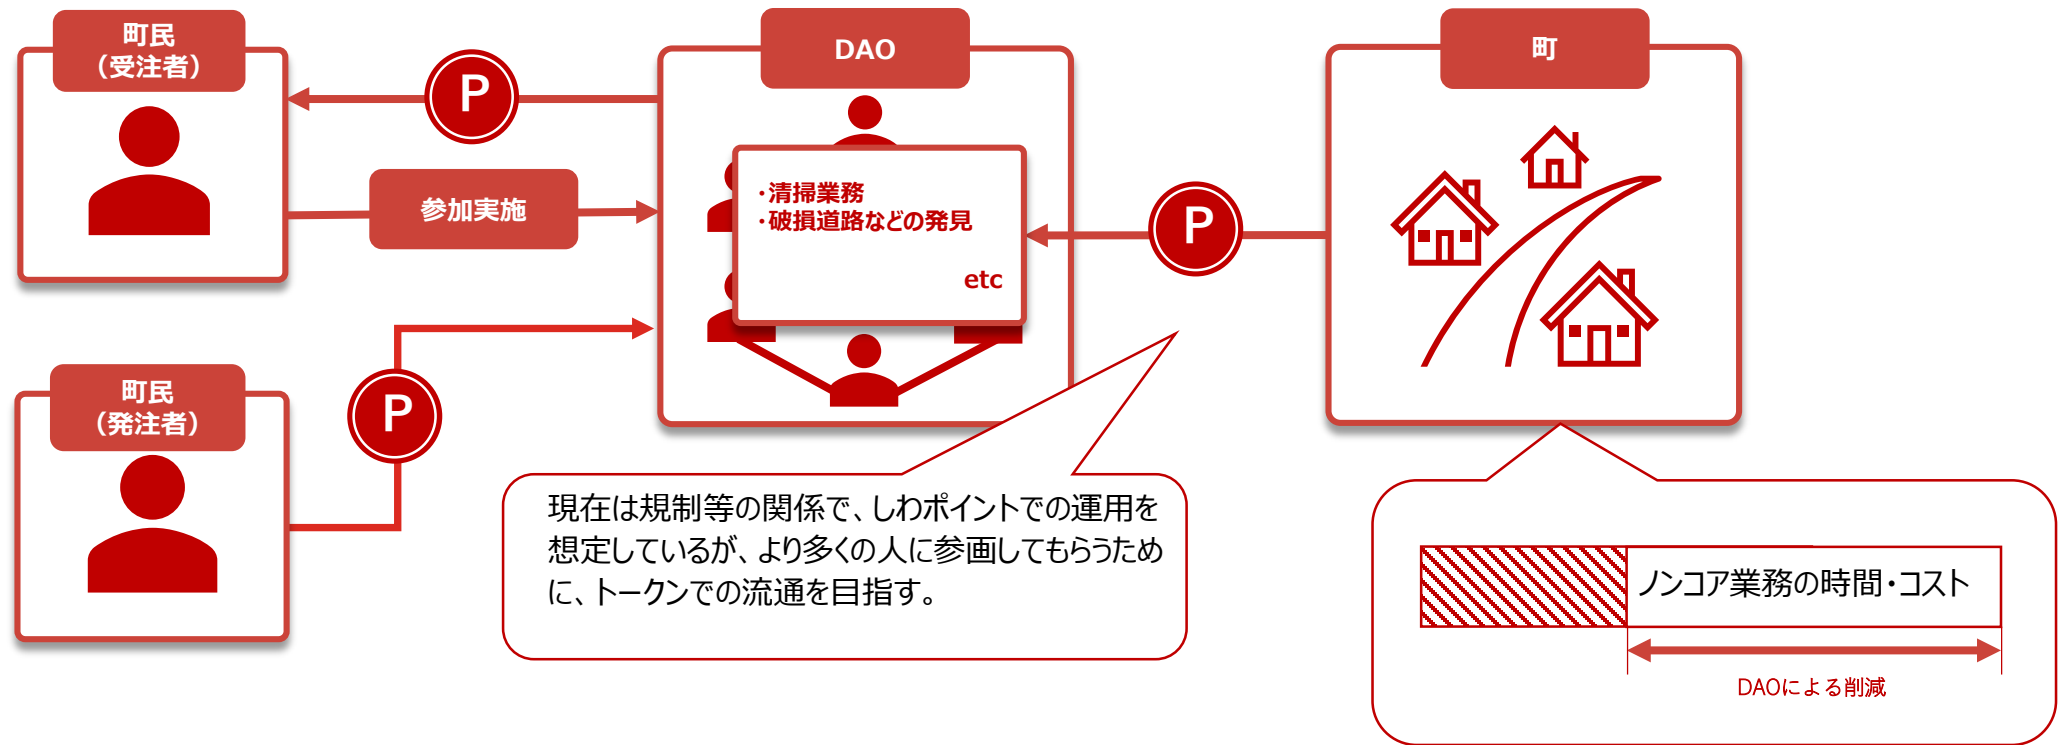 町民
（受注者）
P
参加実施
DAO
・清掃業務
・破損道路などの発見
etc
P
町
町民
（発注者）
P
現在は規制等の関係で、しわポイントでの運用を
想定しているが、より多くの人に参画してもらうため
に、トークンでの流通を目指す。
ノンコア業務の時間・コスト
DAOによる削減